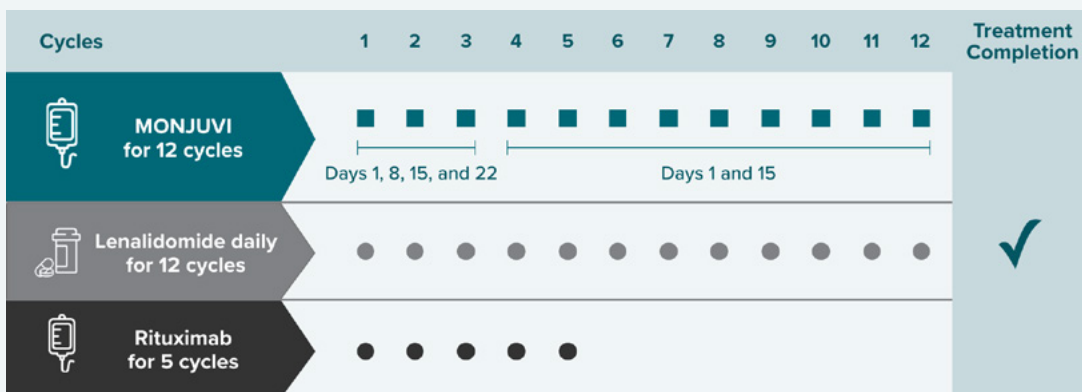 Cycles 1 2 3 4 5 6 7 8 9 10 11 12
Treatment
Completion
MONJUVI
for 12 cycles
Days 1, 8, 15, and 22
Days 1 and 15
Lenalidomide daily
for 12 cycles
Rituximab
for 5 cycles